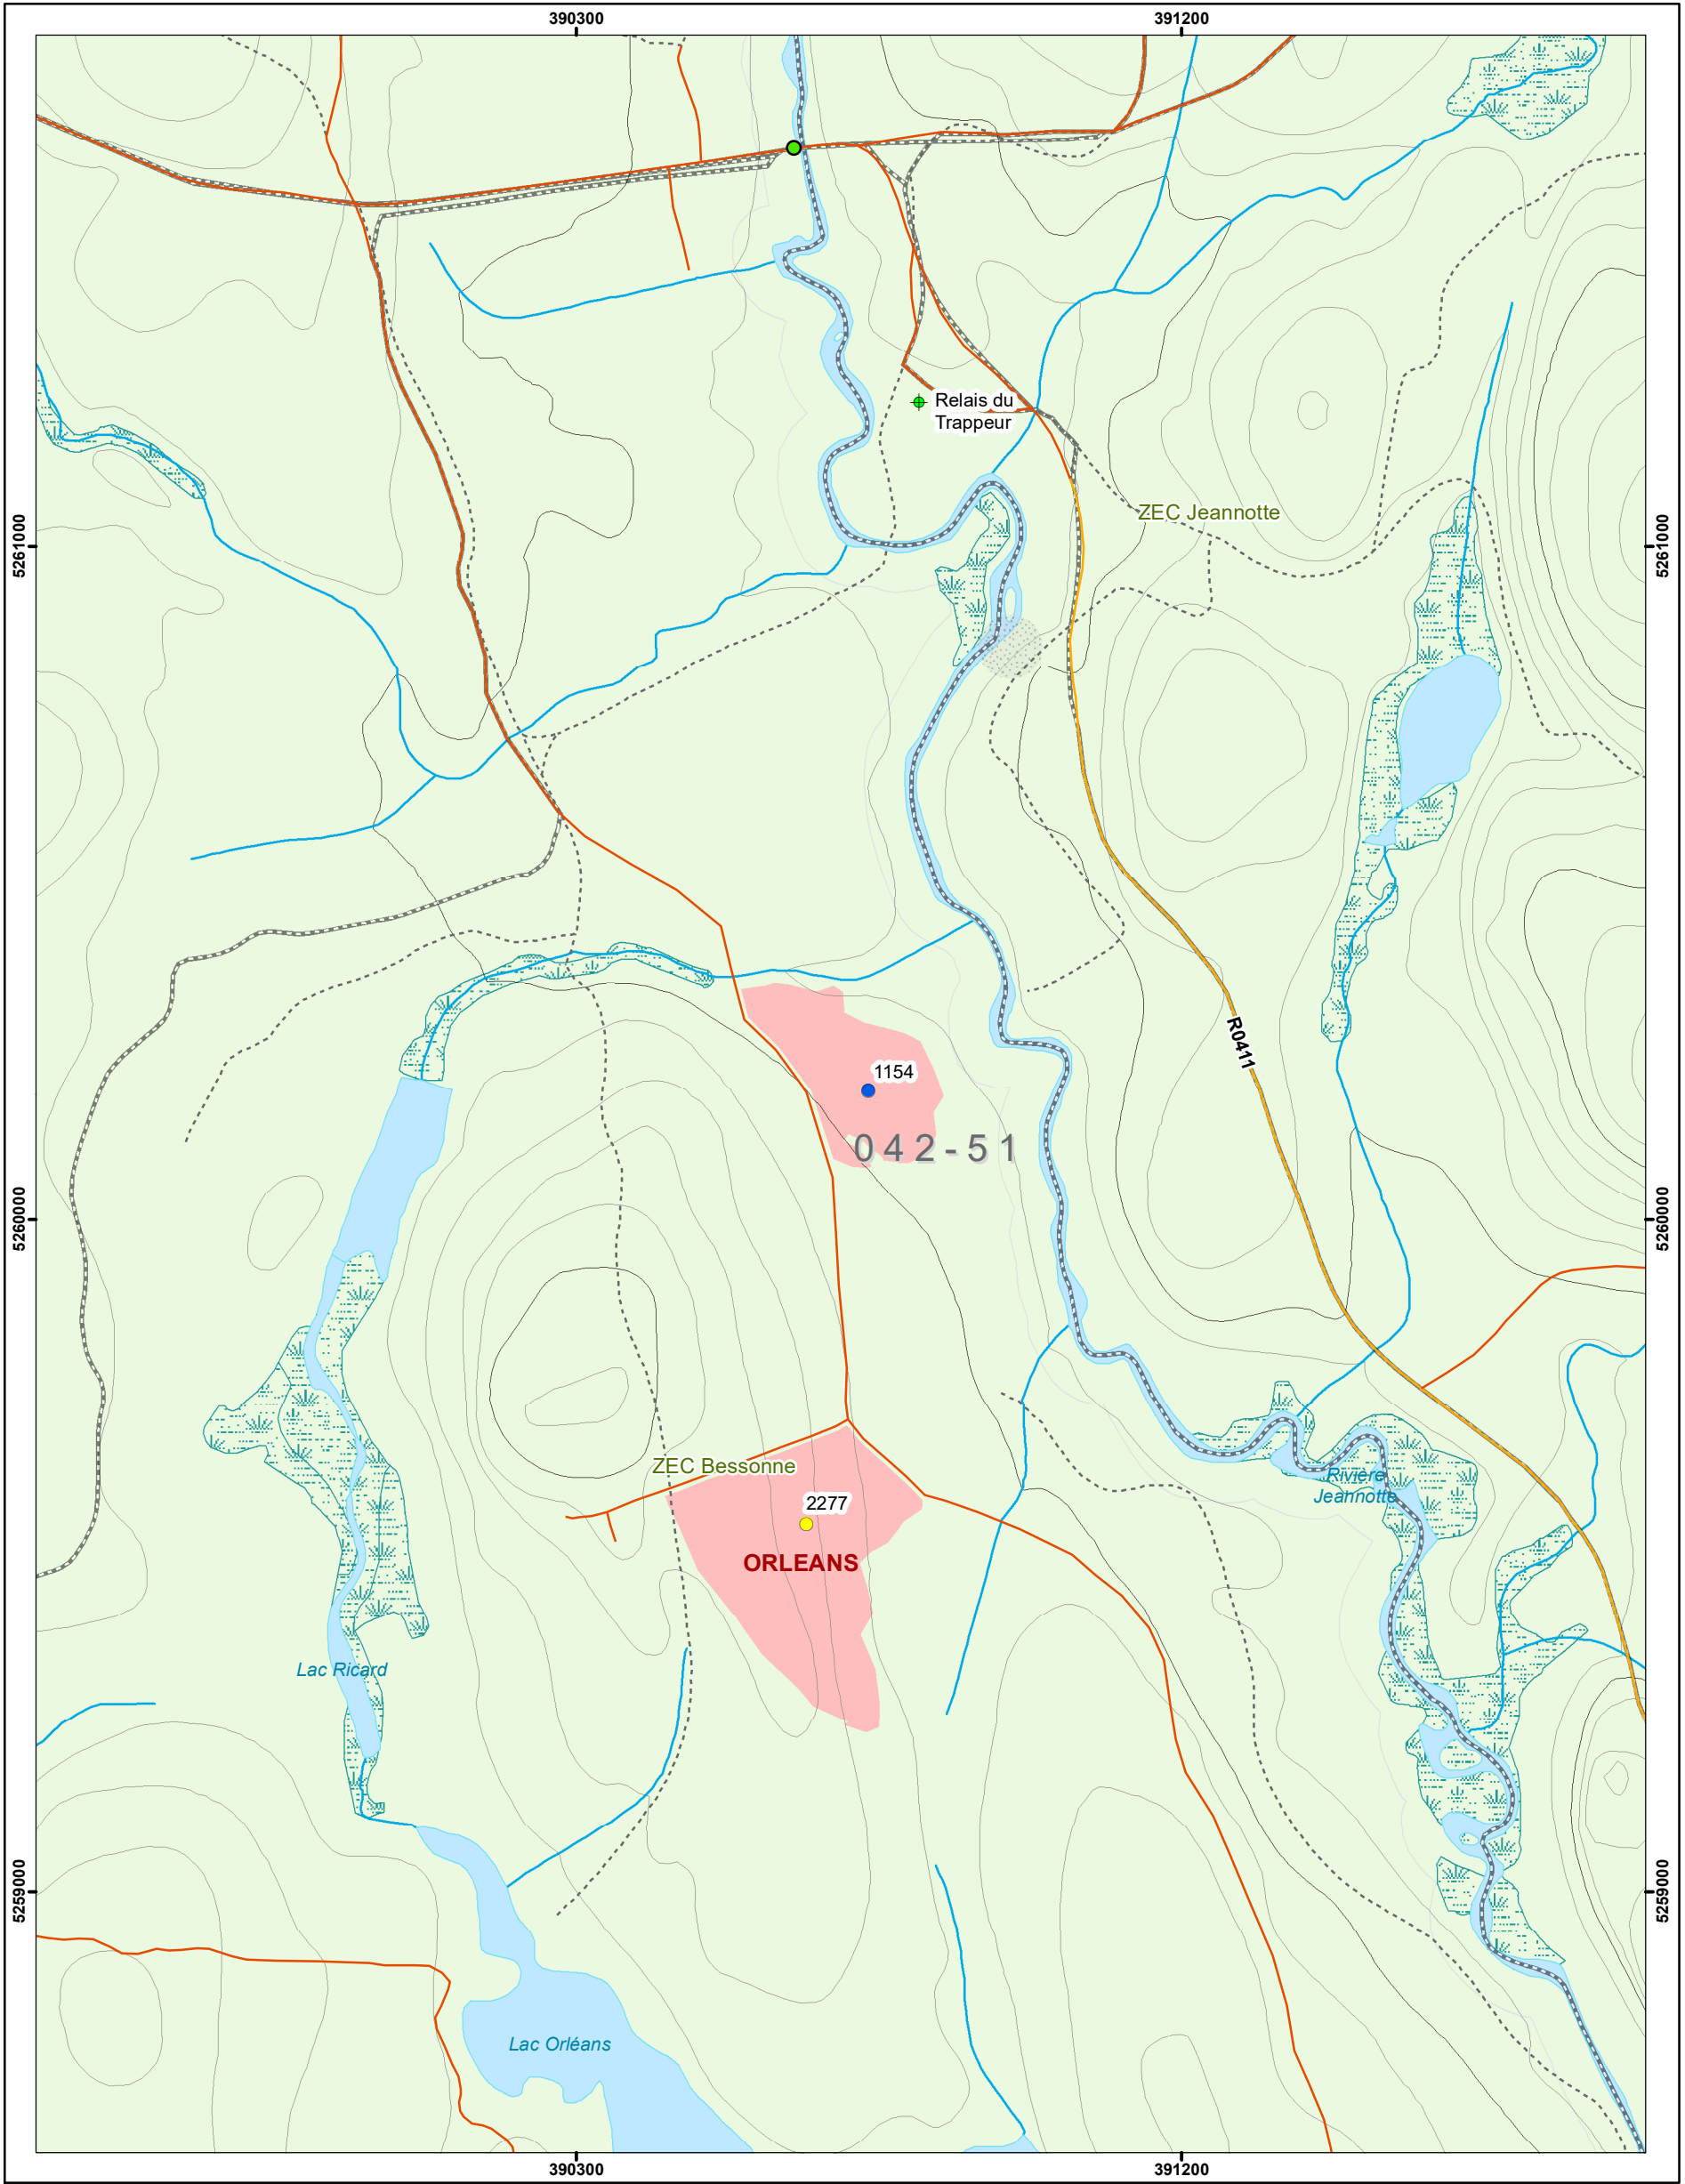 390300
391200
Relais du
Trappeur
ZEC Jeannotte
5261000
5261000
R0411
1154
042-51
5260000
5260000
ZEC Bessonne
Rivière
Jeannotte
2277
ORLEANS
Lac Ricard
5259000
5259000
Lac Orléans
390300
391200